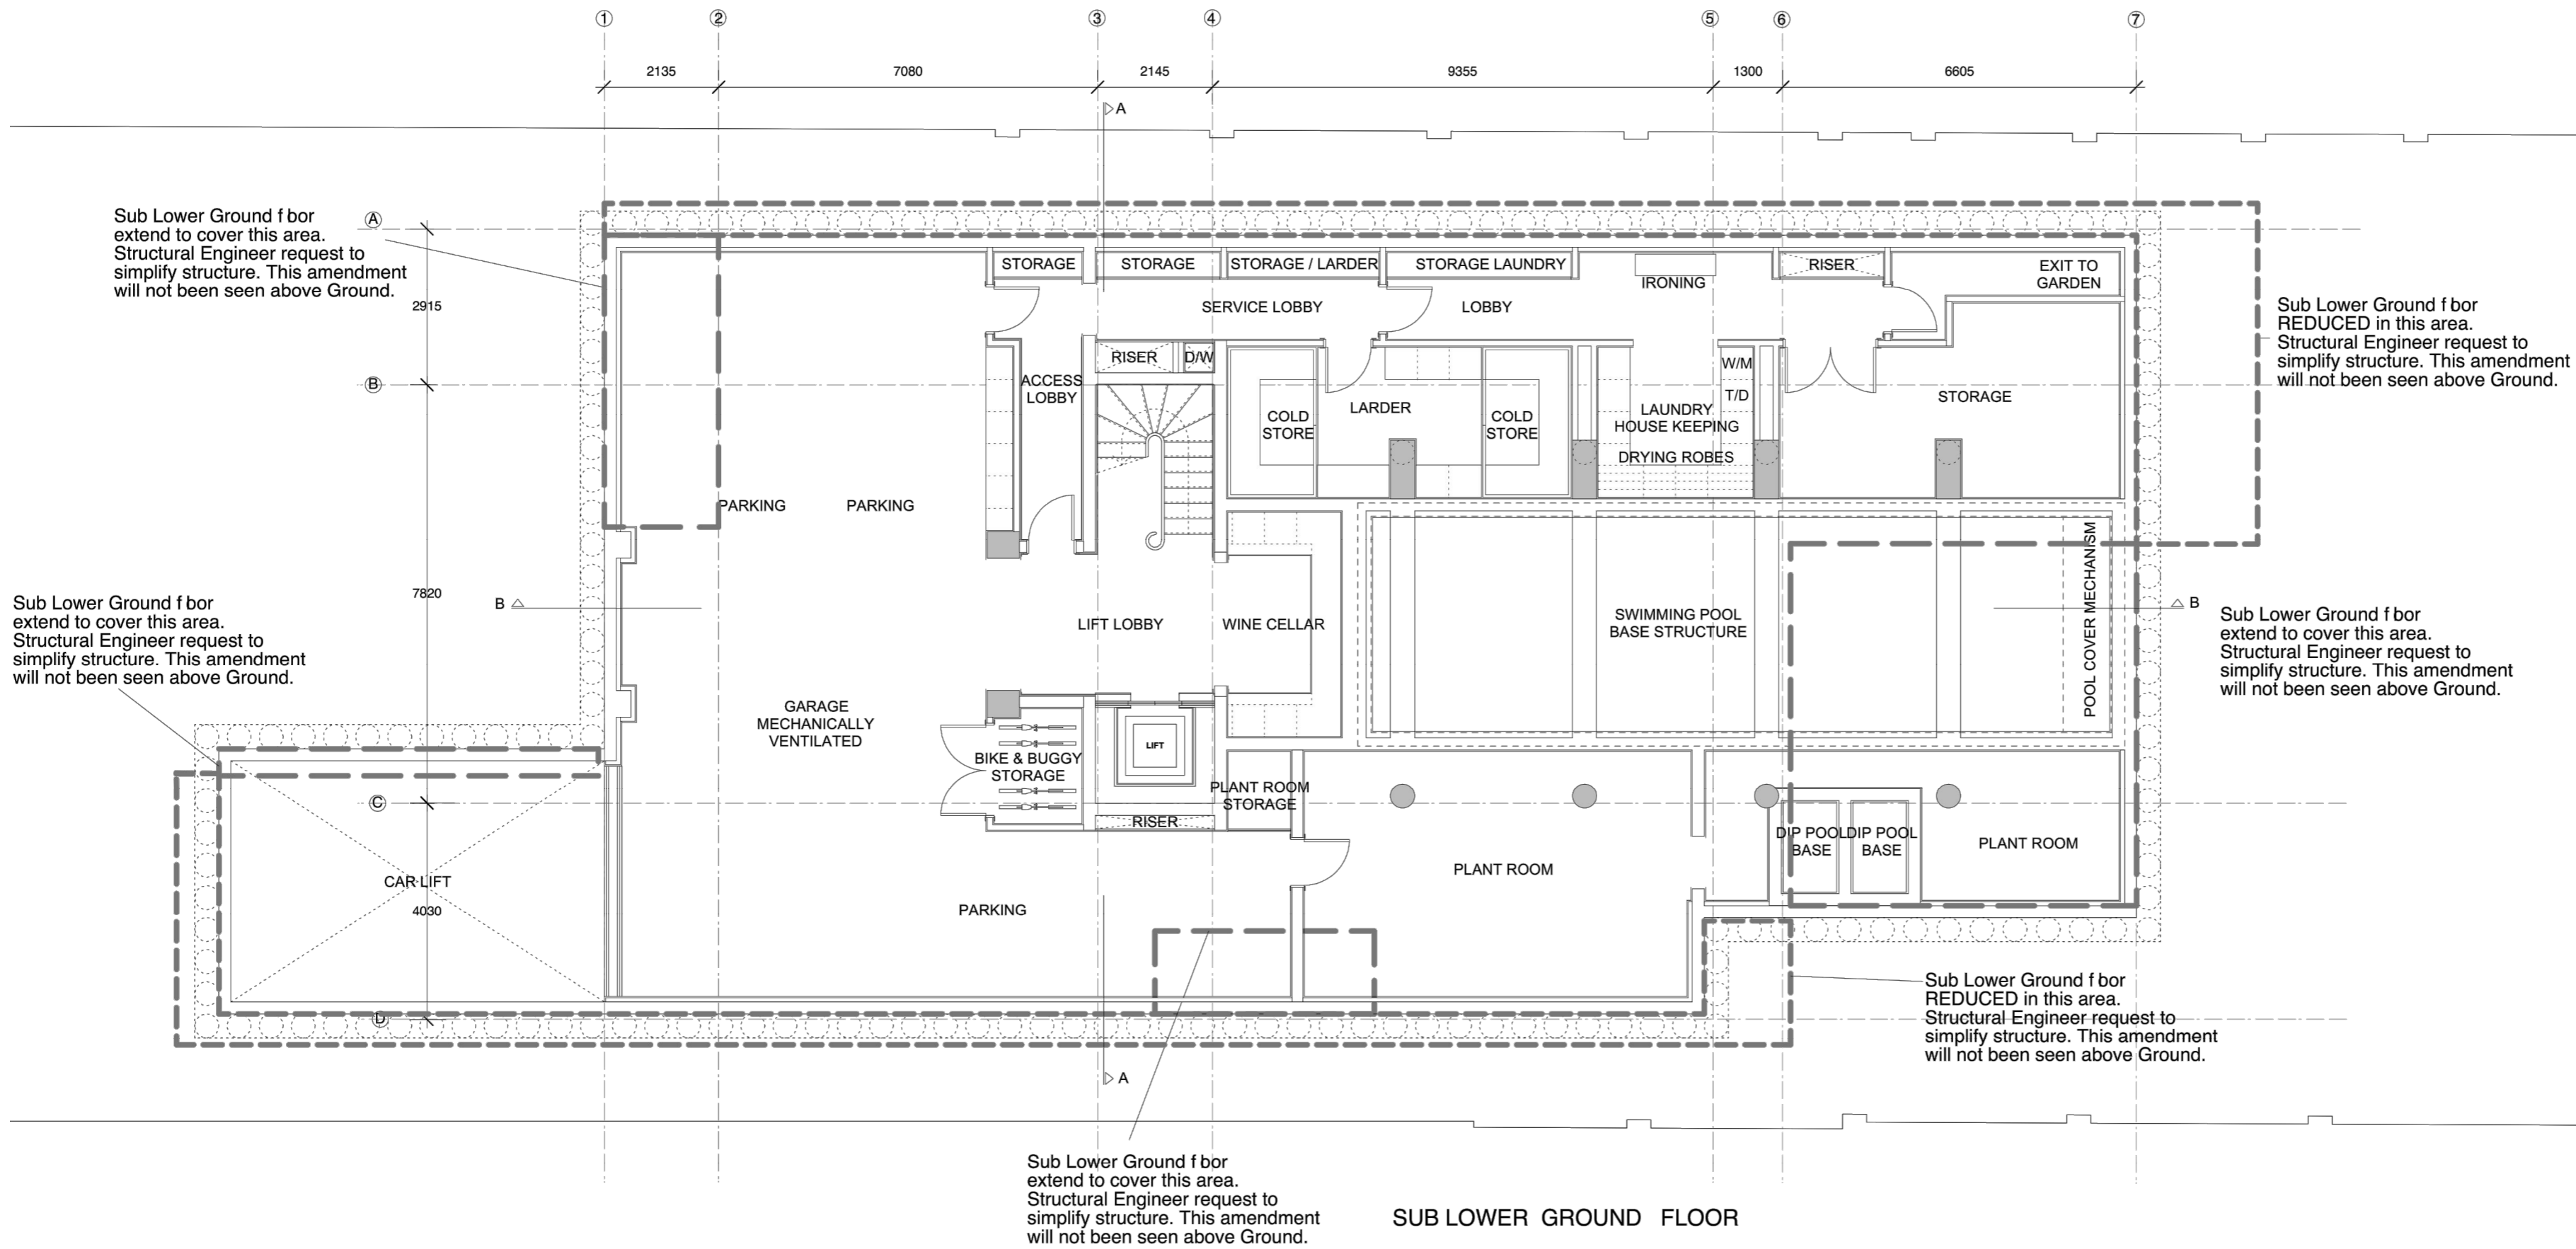 1
2
3
4
5
6
7
2135
7080
2145
9355
1300
6605
A
Sub Lower Ground f bor
extend to cover this area.
Structural Engineer request to
simplify structure. This amendment
will not been seen above Ground.
A
2915
B
STORAGE
STORAGE
STORAGE / LARDER
STORAGE LAUNDRY
IRONING
RISER
EXIT TO
GARDEN
SERVICE LOBBY
LOBBY
Sub Lower Ground f bor
REDUCED in this area.
Structural Engineer request to
simplify structure. This amendment
will not been seen above Ground.
RISER
D/W
ACCESS
LOBBY
COLD
STORE
LARDER
COLD
STORE
W/M
T/D
LAUNDRY
HOUSE KEEPING
DRYING ROBES
STORAGE
PARKING
PARKING
7820
B
Sub Lower Ground f bor
extend to cover this area.
Structural Engineer request to
simplify structure. This amendment
will not been seen above Ground.
LIFT LOBBY
WINE CELLAR
SWIMMING POOL
BASE STRUCTURE
POOL COVER MECHANISM
B
Sub Lower Ground f bor
extend to cover this area.
Structural Engineer request to
simplify structure. This amendment
will not been seen above Ground.
GARAGE
MECHANICALLY
VENTILATED
LIFT
BIKE & BUGGY
STORAGE
PLANT ROOM
STORAGE
RISER
C
CAR LIFT
4030
D
PARKING
PLANT ROOM
DIP POOL
BASE
DIP POOL
BASE
PLANT ROOM
Sub Lower Ground f bor
REDUCED in this area.
Structural Engineer request to
simplify structure. This amendment
will not been seen above Ground.
A
Sub Lower Ground f bor
extend to cover this area.
Structural Engineer request to
simplify structure. This amendment
will not been seen above Ground.
SUB LOWER GROUND FLOOR